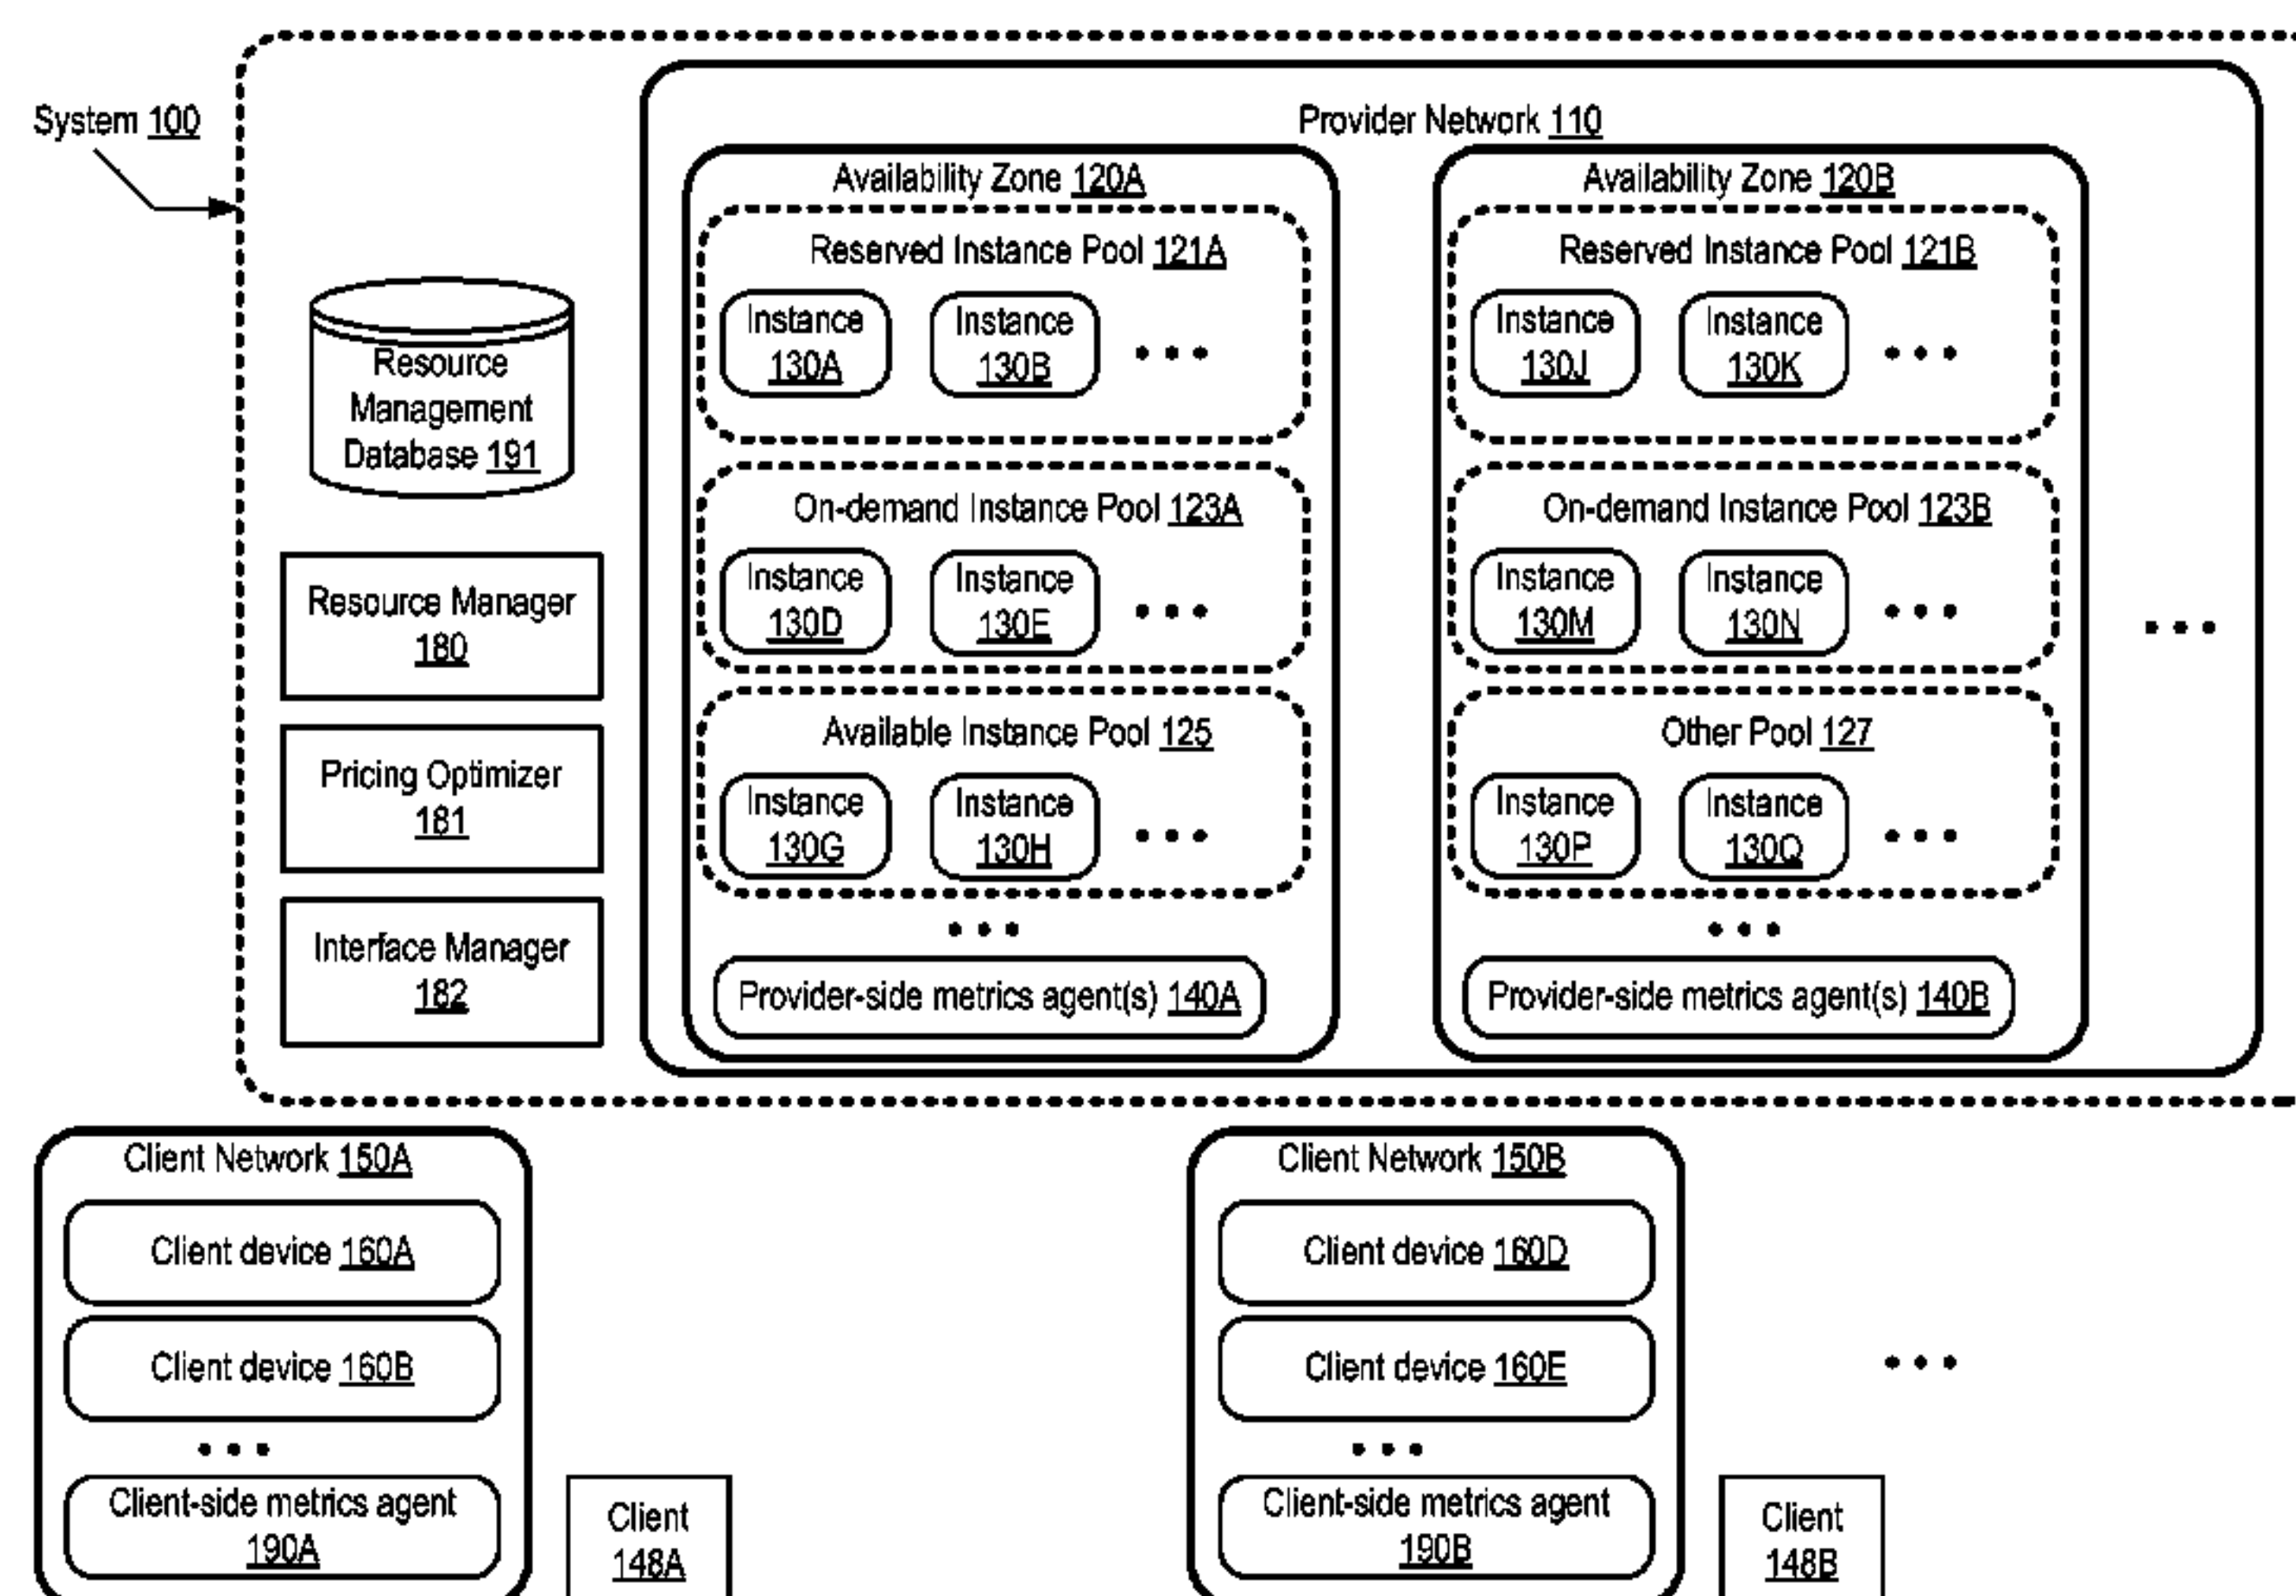 System 100
Provider Network 110
Availability Zone 120A
Reserved Instance Pool 121A
Instance
130A
Instance
130B
On-demand Instance Pool 123A
Instance
130D
Instance
130E
Available Instance Pool 125
Instance
130G
Instance
130H
Provider-side metrics agent(s) 140A
Availability Zone 120B
Reserved Instance Pool 121B
Instance
130J
Instance
130K
On-demand Instance Pool 123B
Instance
130M
Instance
130N
Other Pool 127
Instance
130P
Instance
130Q
Provider-side metrics agent(s) 140B
Resource
Management
Database 191
Resource Manager
180
Pricing Optimizer
181
Interface Manager
182
Client Network 150A
Client device 160A
Client device 160B
Client-side metrics agent
190A
Client
148A
Client Network 150B
Client device 160D
Client device 160E
Client-side metrics agent
190B
Client
148B